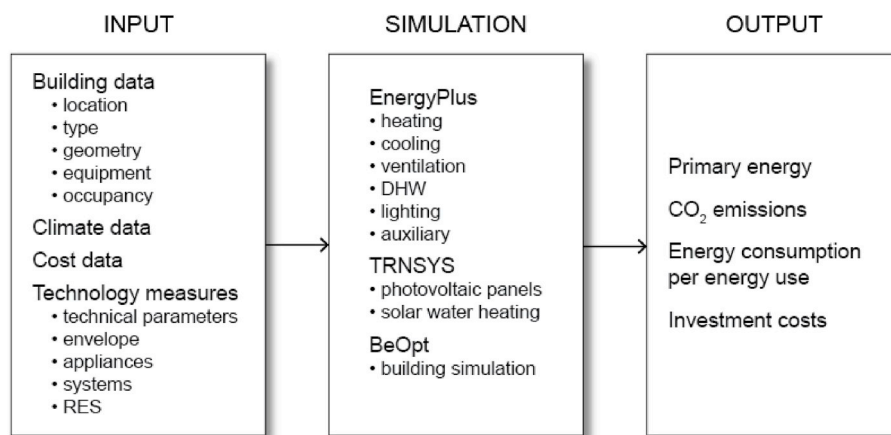 INPUT
Building data
• location
• type
• geometry
• equipment
• occupancy
Climate data
Cost data
Technology measures
• technical parameters
• envelope
• appliances
• systems
• RES
SIMULATION
EnergyPlus
• heating
• cooling
• ventilation
• DHW
• lighting
• auxiliary
TRNSYS
• photovoltaic panels
• solar water heating
BeOpt
• building simulation
OUTPUT
Primary energy
CO₂ emissions
Energy consumption
per energy use
Investment costs